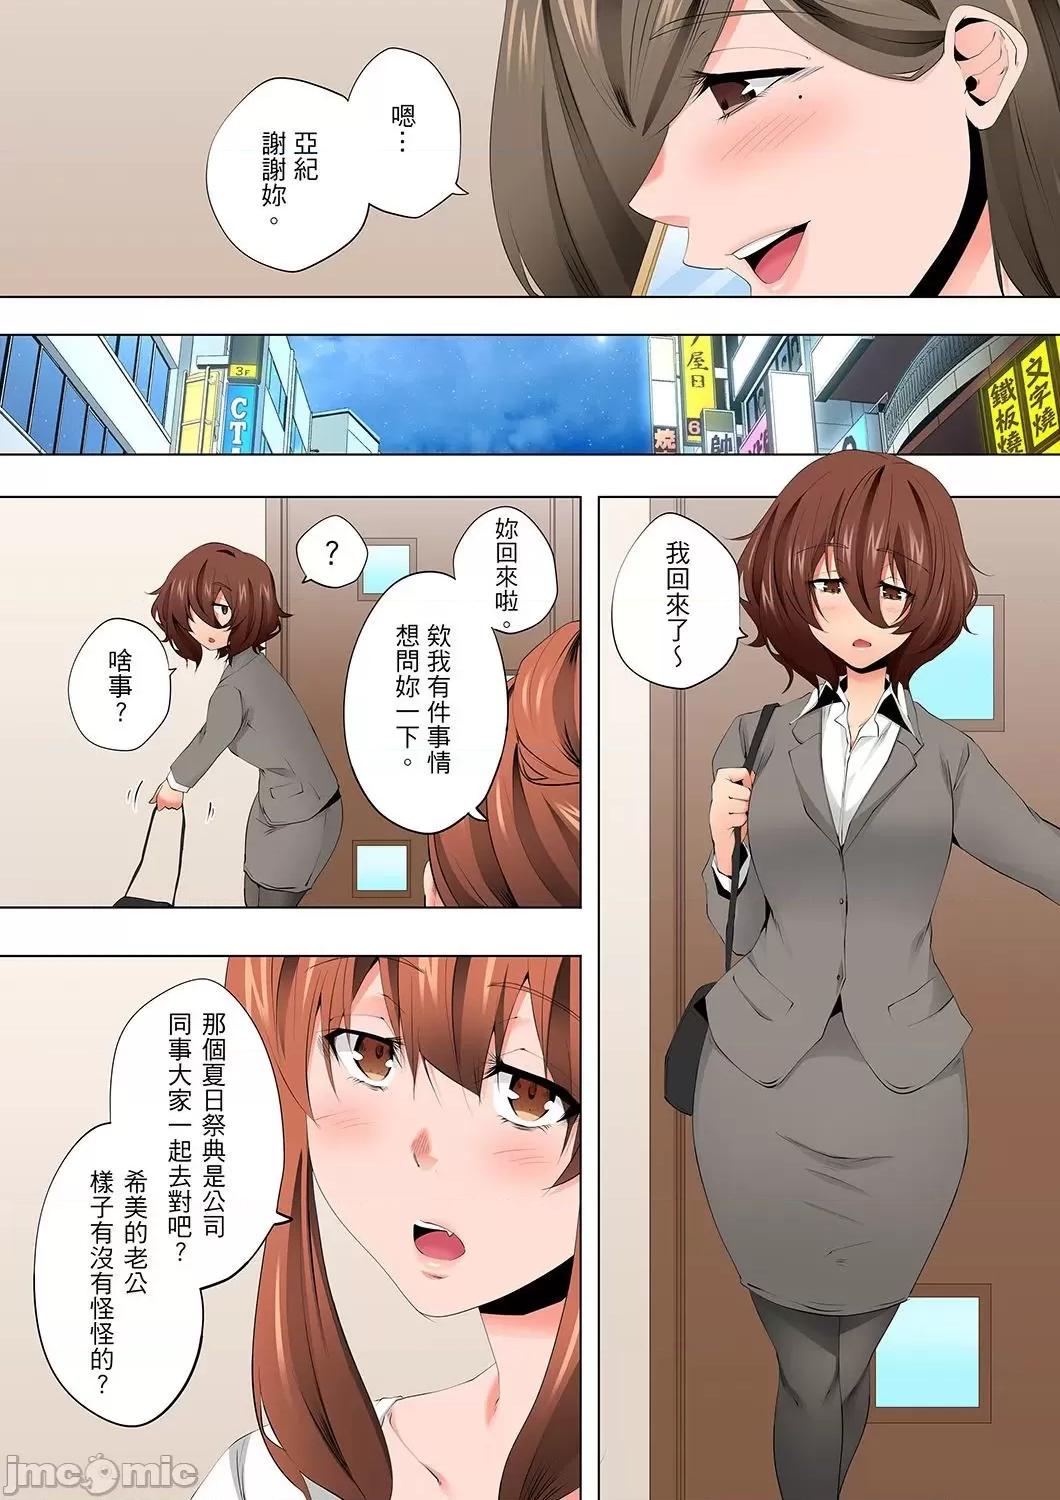 嗯…
亞紀
謝謝妳。
3F
CT
屋
日
6
燒
帥
文字燒
鐵板燒
我回來了～
妳回來啦。
欸我有件事情
想問妳一下。
？
啥事？
那個夏日祭典是公司
同事大家一起去對吧？
希美的老公
樣子有沒有怪怪的？
jmcomic